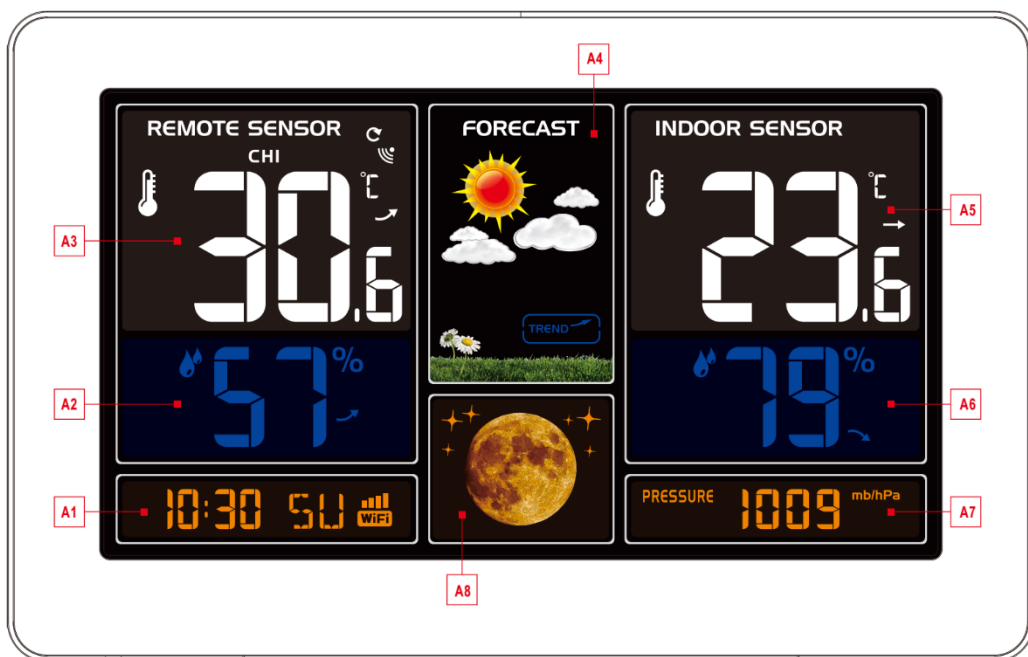 A4
REMOTE SENSOR
FORECAST
INDOOR SENSOR
CHI
30.6 °C
23.6 °C
A5
A3
TREND
57%
79%
A2
A6
A1
10:30 SU WiFi
PRESSURE 1009 mb/hPa
A7
A8